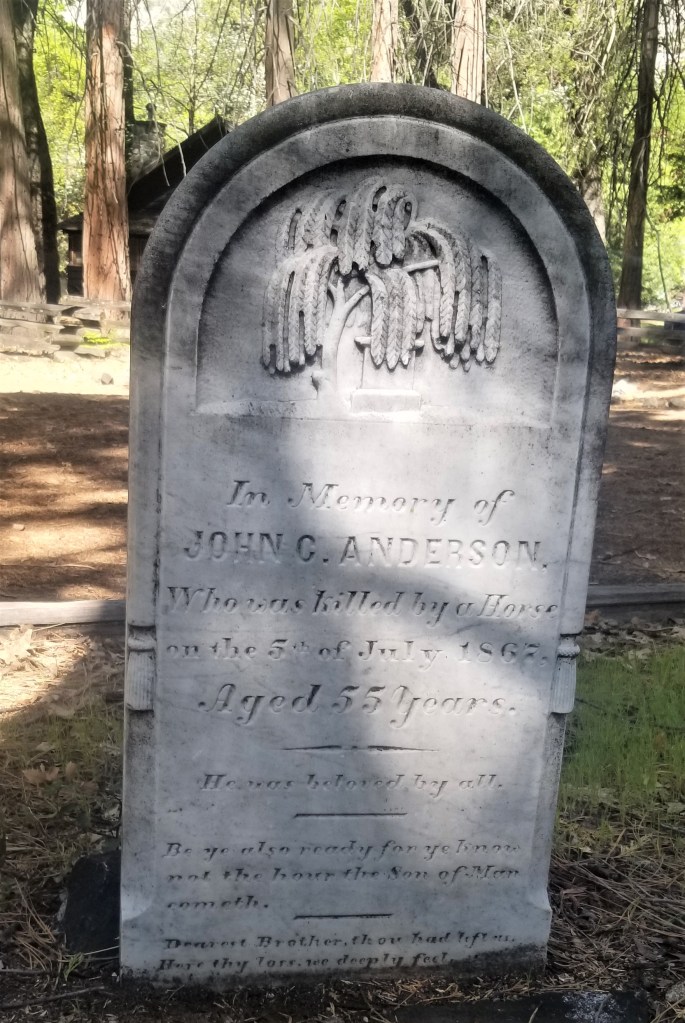 In Memory of
JOHN C. ANDERSON.
Who was killed by a Horse
on the 5th of July, 1867,
Aged 55 Years.
He was beloved by all.
Be ye also ready for ye know
not the hour the Son of Man
cometh.
Dearest Brother, thou had left us,
Here thy loss, we deeply feel,